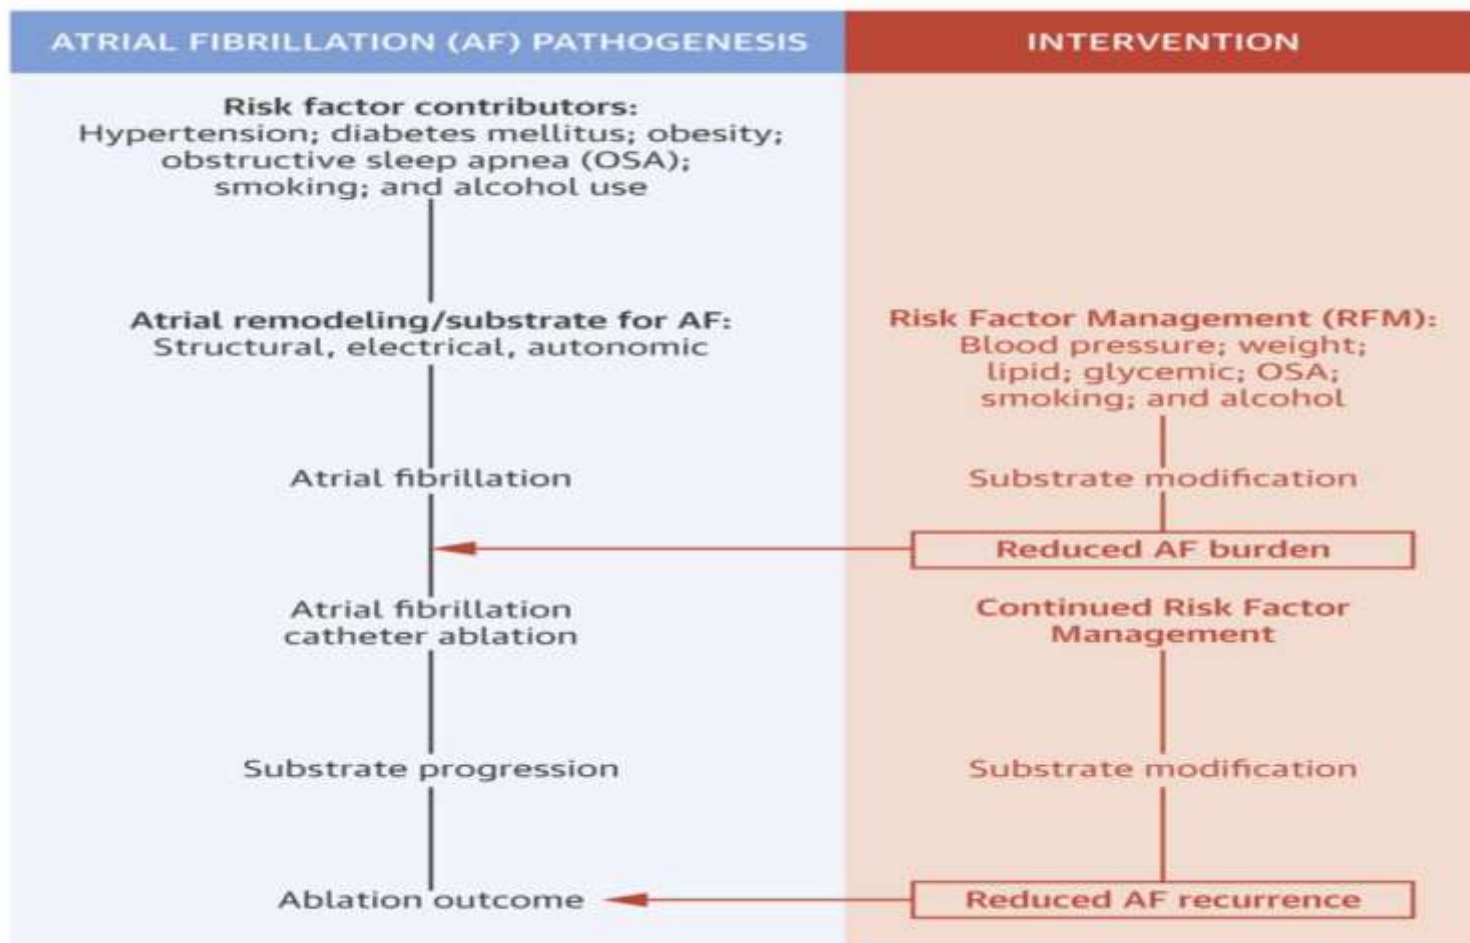 ATRIAL FIBRILLATION (AF) PATHOGENESIS
Risk factor contributors:
Hypertension; diabetes mellitus; obesity;
obstructive sleep apnea (OSA);
smoking; and alcohol use
Atrial remodeling/substrate for AF:
Structural, electrical, autonomic
Atrial fibrillation
Atrial fibrillation
catheter ablation
Substrate progression
Ablation outcome
INTERVENTION
Risk Factor Management (RFM):
Blood pressure; weight;
lipid; glycemic; OSA;
smoking; and alcohol
Substrate modification
Reduced AF burden
Continued Risk Factor
Management
Substrate modification
Reduced AF recurrence